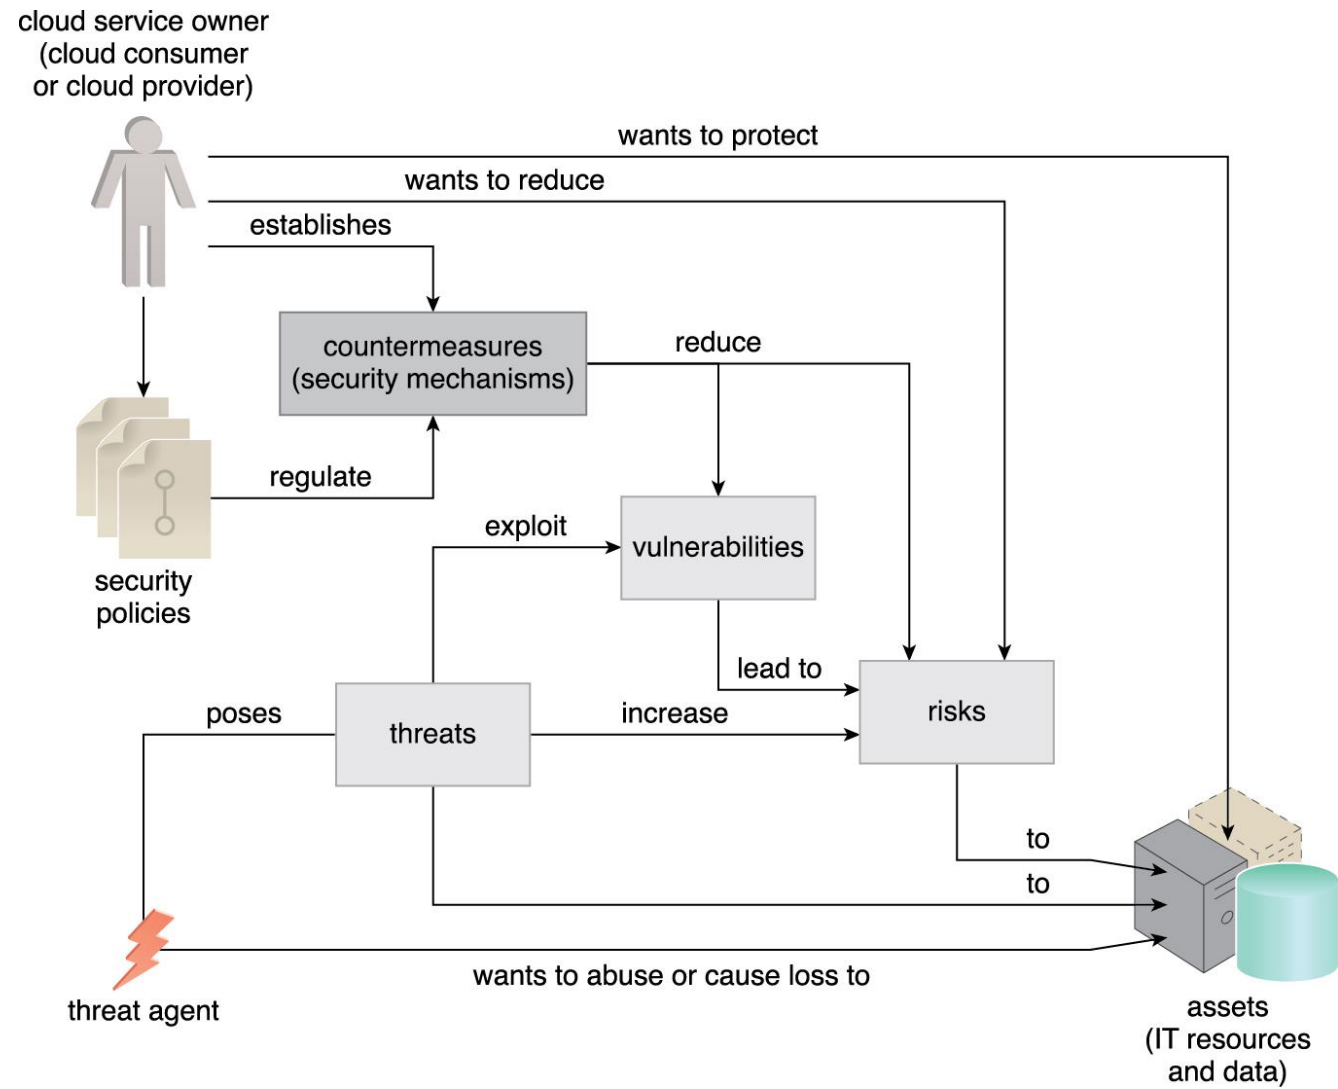 cloud service owner
(cloud consumer
or cloud provider)
wants to protect
wants to reduce
establishes
countermeasures
(security mechanisms)
reduce
regulate
exploit
vulnerabilities
security
policies
lead to
poses
threats
increase
risks
to
to
wants to abuse or cause loss to
threat agent
assets
(IT resources
and data)